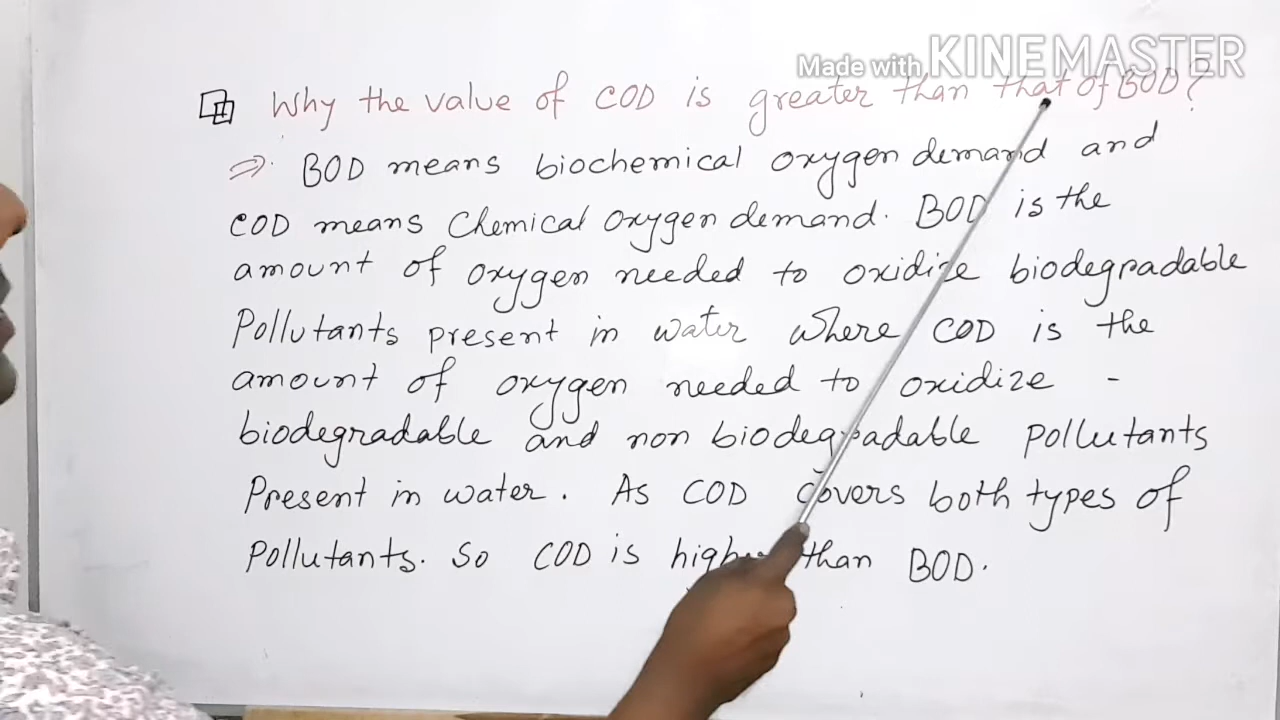 Made with KINEMASTER
Why the value of COD is greater than that of BOD?
⇒ BOD means biochemical oxygen demand and
COD means Chemical oxygen demand. BOD is the
amount of oxygen needed to oxidize biodegradable
Pollutants present in water where COD is the
amount of oxygen needed to oxidize -
biodegradable and non biodegradable pollutants
Present in water. As COD covers both types of
pollutants. So COD is higher than BOD.